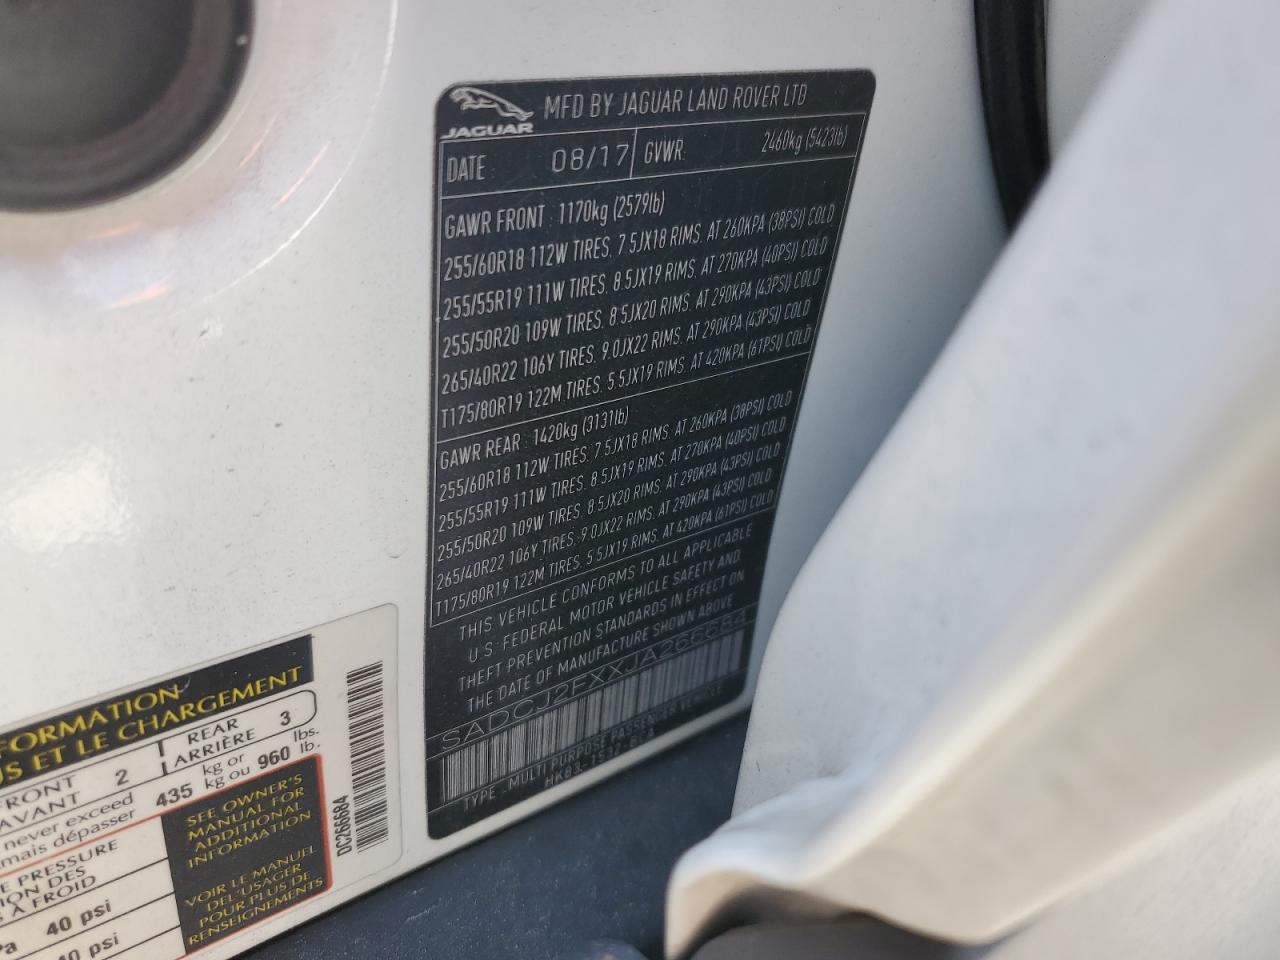 JAGUAR
MFD BY JAGUAR LAND ROVER LTD
DATE 08/17 GVWR: 2460kg (5423lb)
GAWR FRONT : 1170kg (2579lb)
255/60R18 112W TIRES, 7.5JX18 RIMS, AT 260KPA (38PSI) COLD
255/55R19 111W TIRES, 8.5JX19 RIMS, AT 270KPA (40PSI) COLD
255/50R20 109W TIRES, 8.5JX20 RIMS, AT 290KPA (43PSI) COLD
265/40R22 106Y TIRES, 9.0JX22 RIMS, AT 290KPA (43PSI) COLD
T175/80R19 122M TIRES, 5.5JX19 RIMS, AT 420KPA (61PSI) COLD
GAWR REAR : 1420kg (3131lb)
255/60R18 112W TIRES, 7.5JX18 RIMS, AT 260KPA (38PSI) COLD
255/55R19 111W TIRES, 8.5JX19 RIMS, AT 270KPA (40PSI) COLD
255/50R20 109W TIRES, 8.5JX20 RIMS, AT 290KPA (43PSI) COLD
265/40R22 106Y TIRES, 9.0JX22 RIMS, AT 290KPA (43PSI) COLD
T175/80R19 122M TIRES, 5.5JX19 RIMS, AT 420KPA (61PSI) COLD
THIS VEHICLE CONFORMS TO ALL APPLICABLE
U.S. FEDERAL MOTOR VEHICLE SAFETY AND
THEFT PREVENTION STANDARDS IN EFFECT ON
THE DATE OF MANUFACTURE SHOWN ABOVE
SADCJ2FXXJA266684
TYPE : MULTI PURPOSE PASSENGER VEHICLE
FORMATION
US ET LE CHARGEMENT
FRONT 2 REAR 3
AVANT ARRIÈRE
never exceed 435 kg or 960 lbs.
mais dépasser kg ou lb.
E PRESSURE
ION DES
S À FROID
Pa 40 psi
40 psi
SEE OWNER'S
MANUAL FOR
ADDITIONAL
INFORMATION
VOIR LE MANUEL
DE L'USAGER
POUR PLUS DE
RENSEIGNEMENTS
DC266684